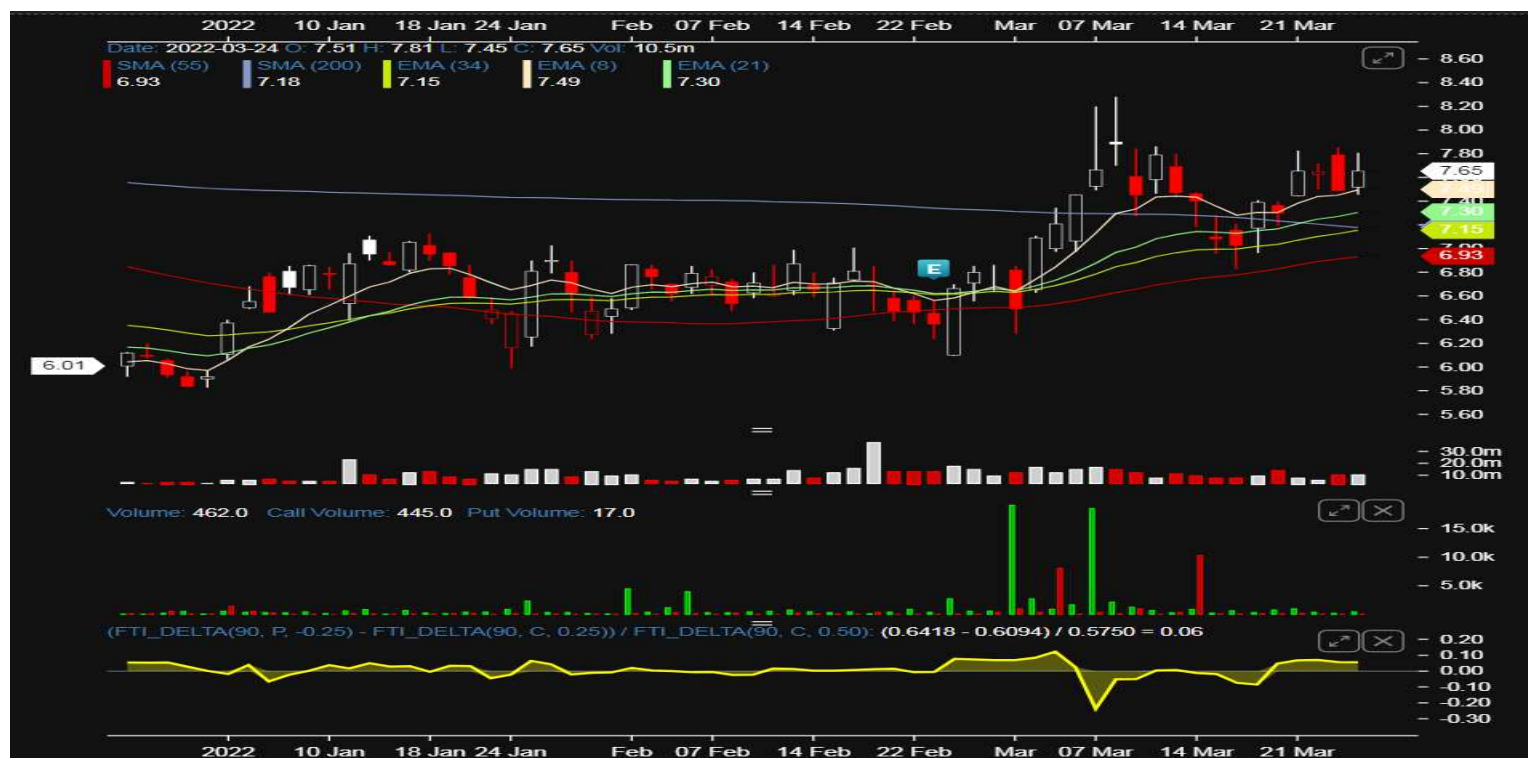 2022 10 Jan 18 Jan 24 Jan Feb 07 Feb 14 Feb 22 Feb Mar 07 Mar 14 Mar 21 Mar
Date: 2022-03-24 O: 7.51 H: 7.81 L: 7.45 C: 7.65 Vol: 10.5m
SMA (55) SMA (200) EMA (34) EMA (8) EMA (21)
6.93 7.18 7.15 7.49 7.30
8.60
8.40
8.20
8.00
7.80
7.65
7.49
7.40
7.30
7.15
7.00
6.93
6.80
6.60
E
6.40
6.20
6.01
6.00
5.80
5.60
30.0m
20.0m
10.0m
Volume: 462.0 Call Volume: 445.0 Put Volume: 17.0
15.0k
10.0k
5.0k
(FTI_DELTA(90, P, -0.25) - FTI_DELTA(90, C, 0.25)) / FTI_DELTA(90, C, 0.50): (0.6418 - 0.6094) / 0.5750 = 0.06
0.20
0.10
0.00
-0.10
-0.20
-0.30
2022 10 Jan 18 Jan 24 Jan Feb 07 Feb 14 Feb 22 Feb Mar 07 Mar 14 Mar 21 Mar